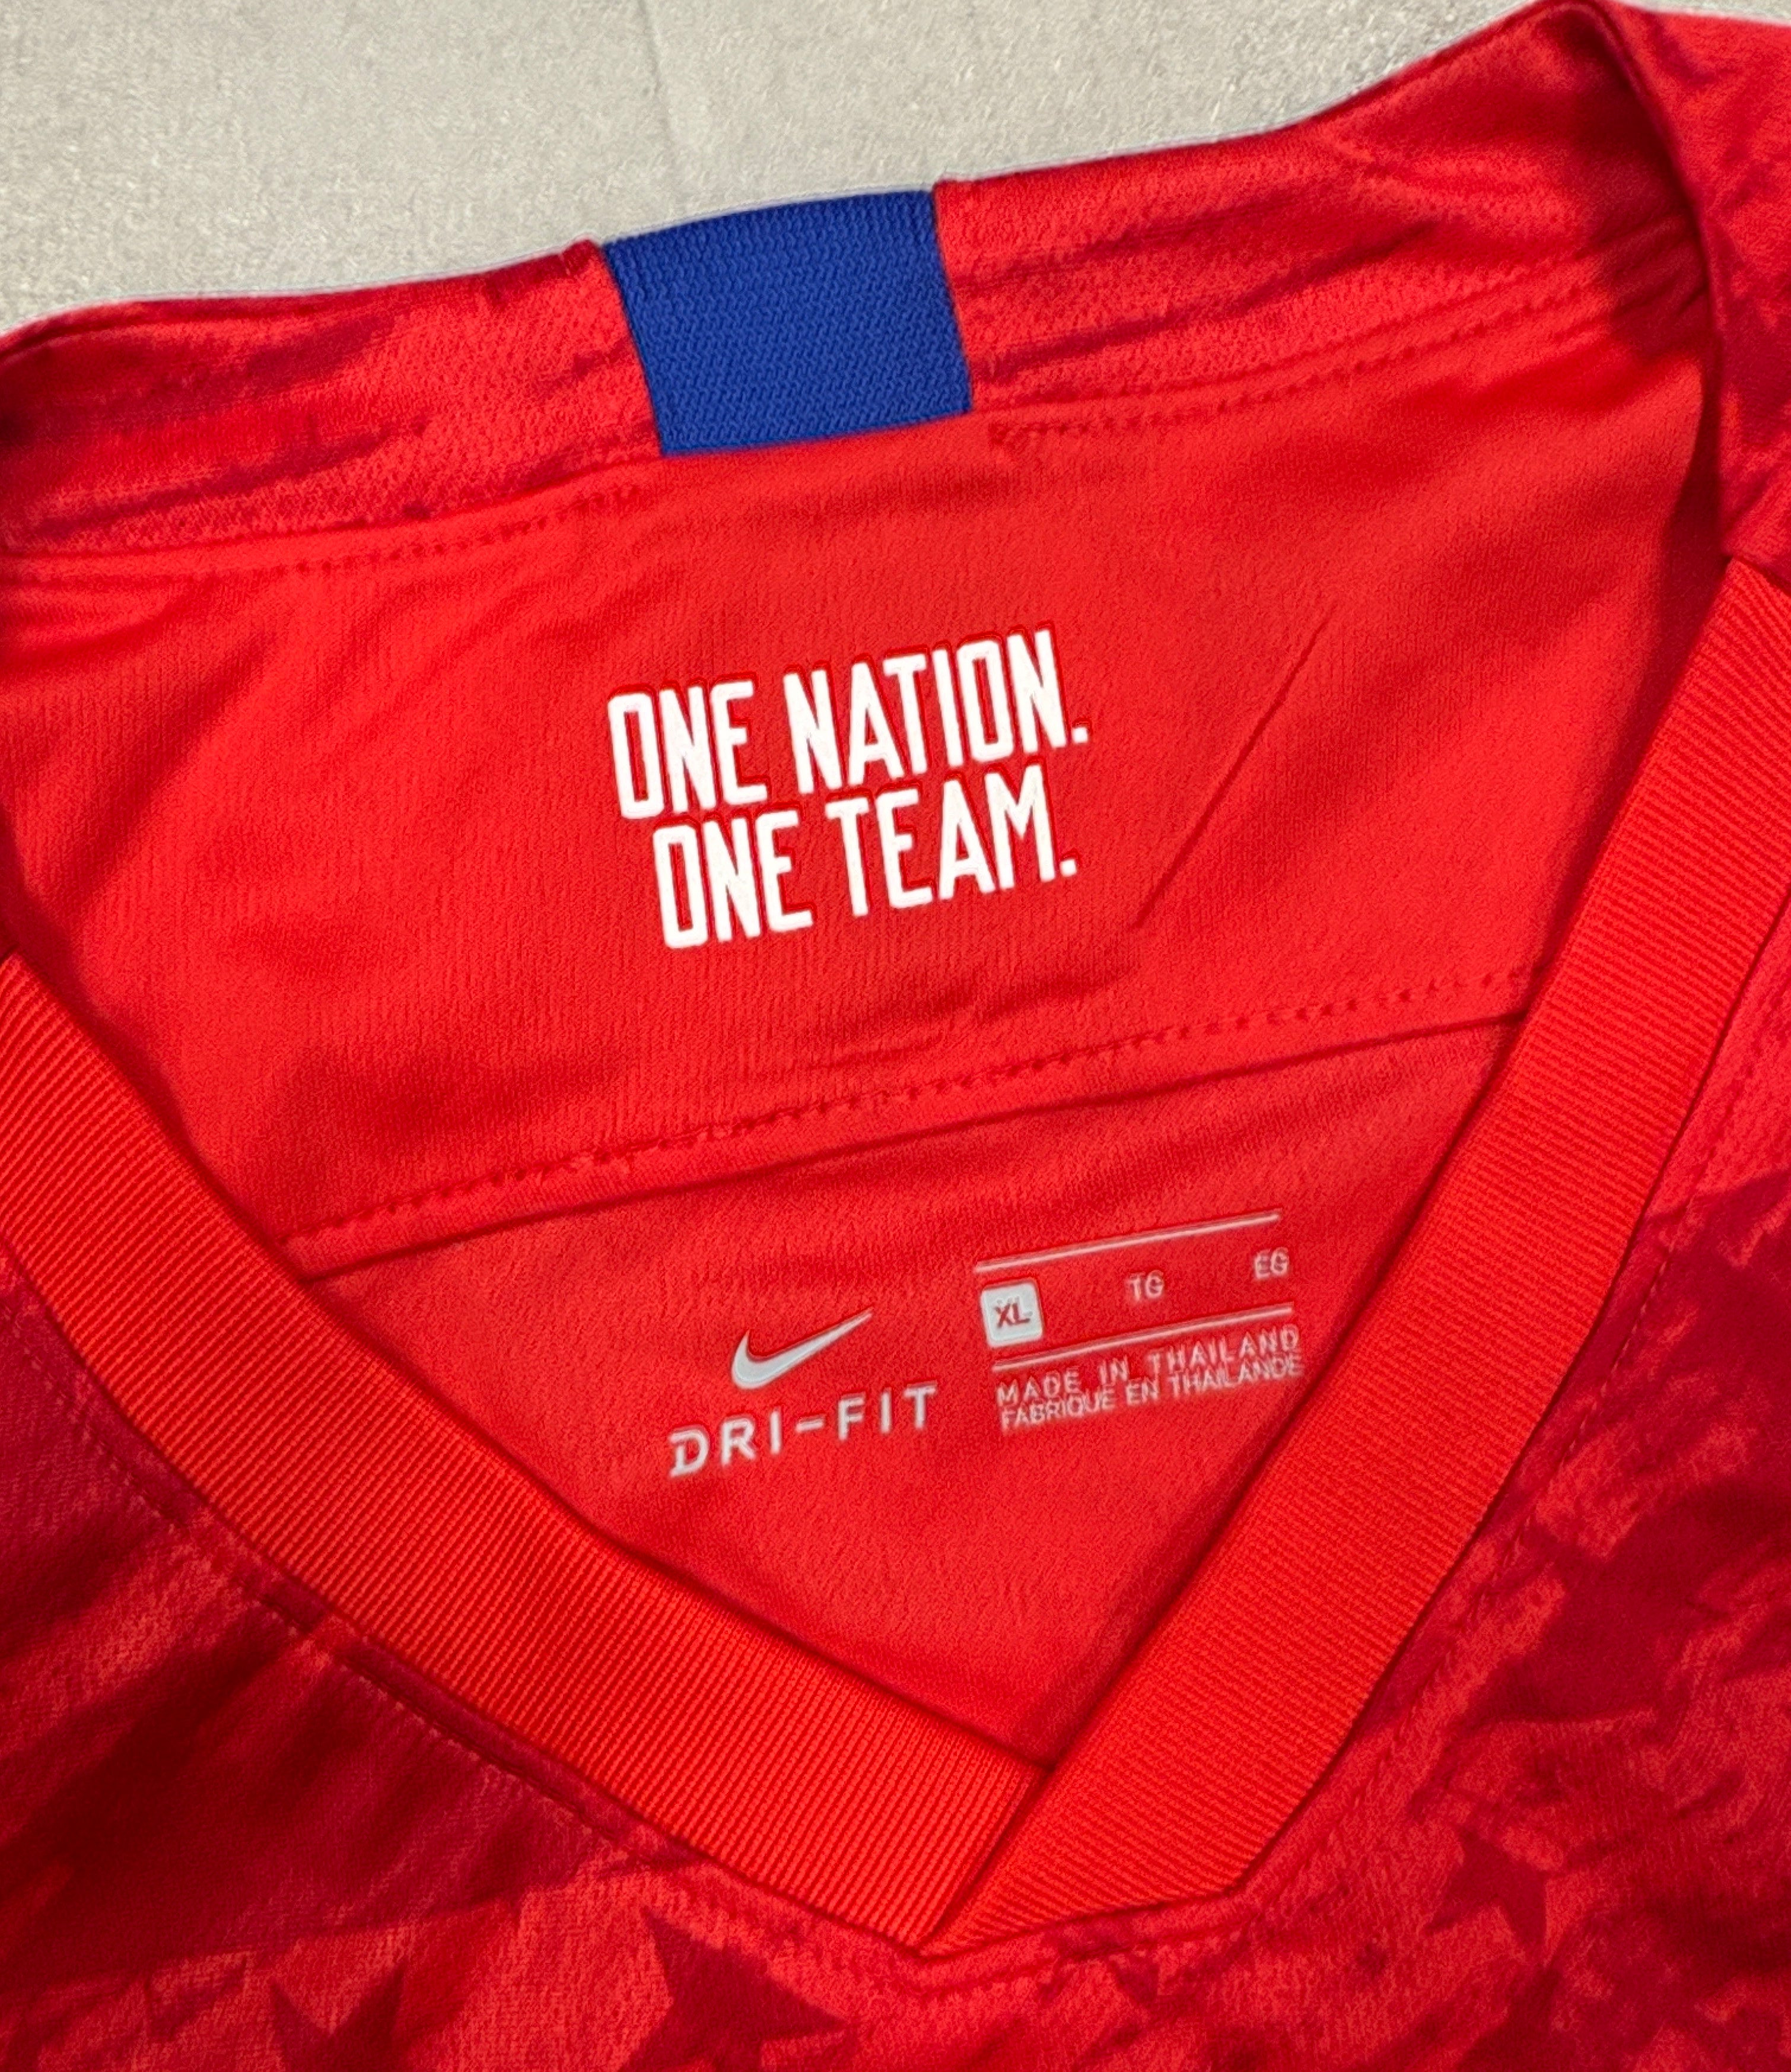 ONE NATION.
ONE TEAM.
XL TG EG
MADE IN THAILAND
FABRIQUE EN THAILANDE
DRI-FIT